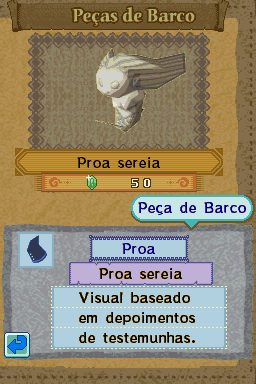 Peças de Barco
Proa sereia
50
Peça de Barco
Proa
Proa sereia
Visual baseado
em depoimentos
de testemunhas.